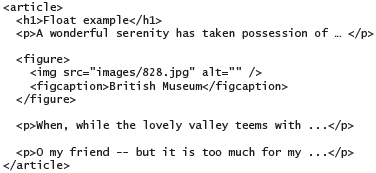 <article>
  <h1>Float example</h1>
  <p>A wonderful serenity has taken possession of … </p>

  <figure>
    <img src="images/828.jpg" alt="" />
    <figcaption>British Museum</figcaption>
  </figure>

  <p>When, while the lovely valley teems with ...</p>

  <p>O my friend -- but it is too much for my ...</p>
</article>